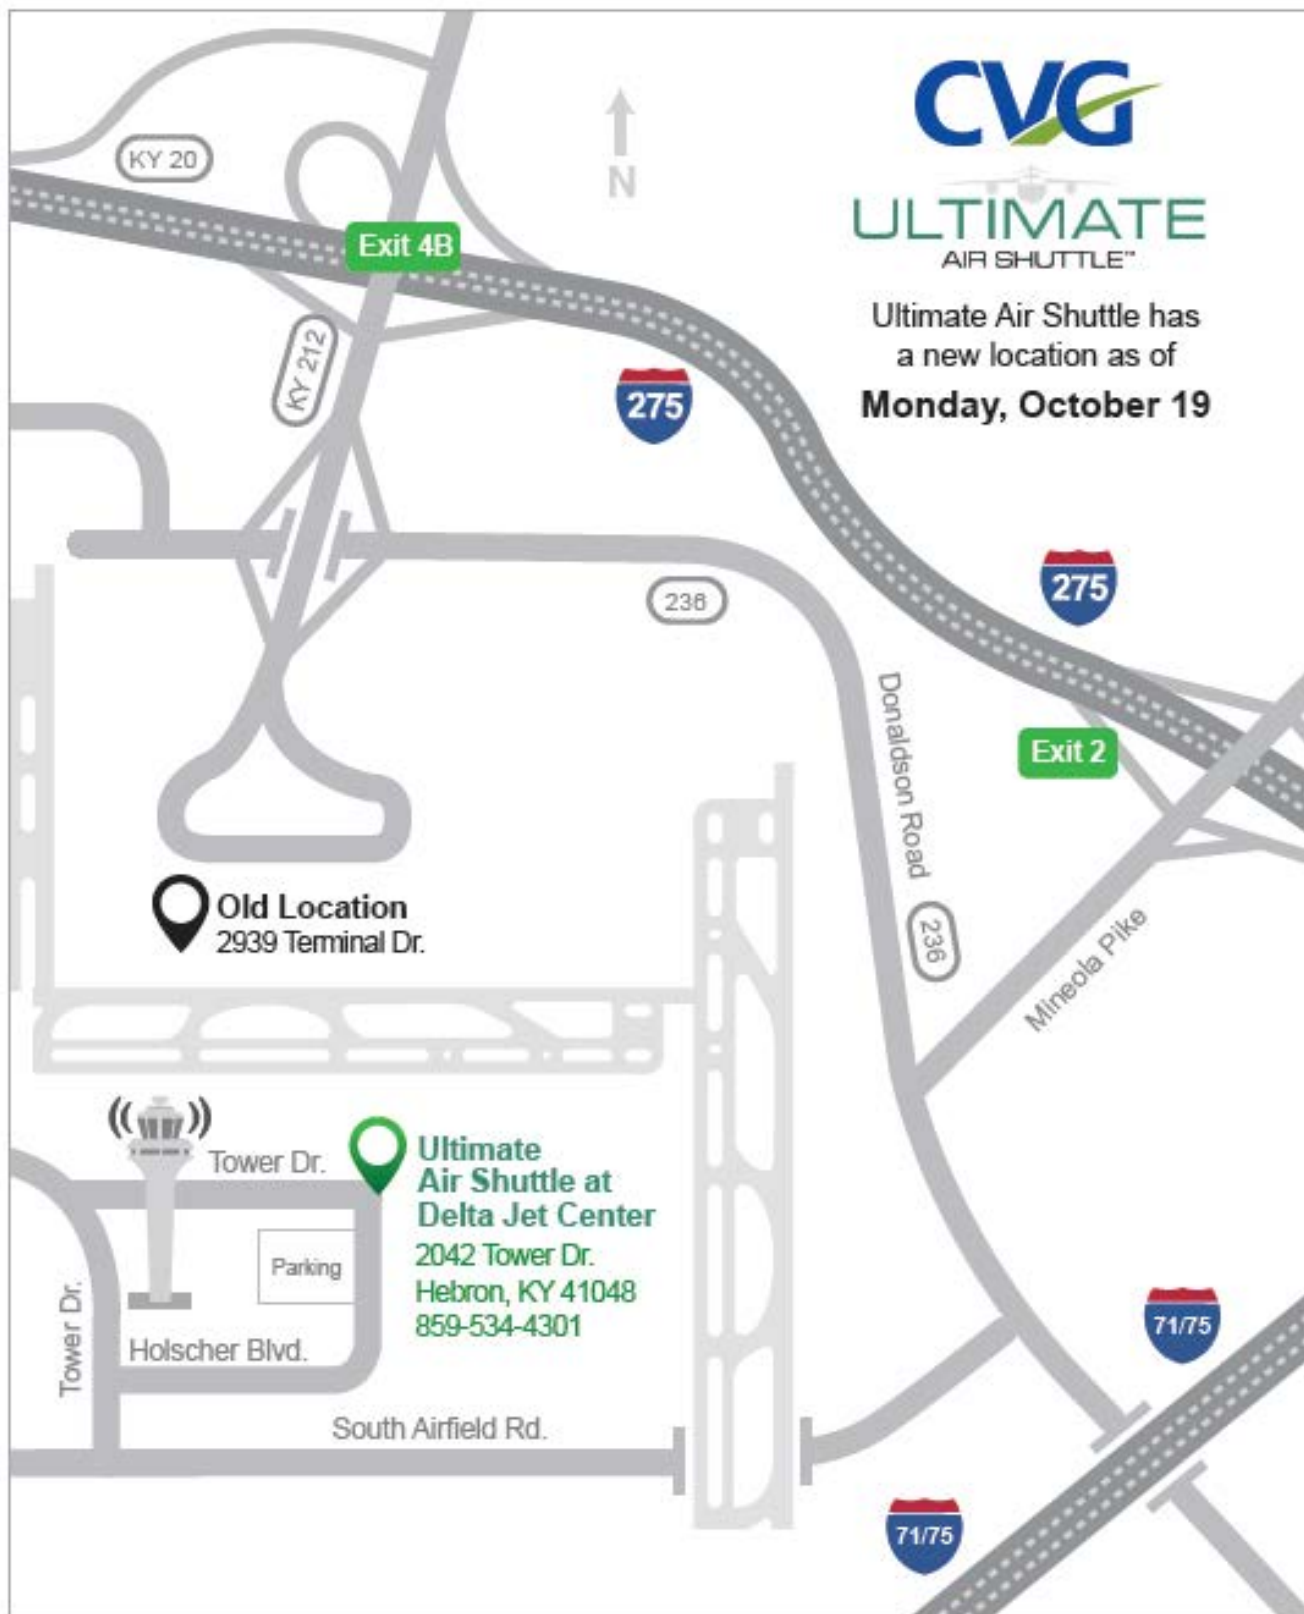 CVG
KY 20
N
ULTIMATE
AIR SHUTTLE™
Exit 4B
Ultimate Air Shuttle has
a new location as of
Monday, October 19
KY 212
275
275
236
Donaldson Road
Exit 2
Old Location
2939 Terminal Dr.
236
Mineola Pike
Tower Dr.
Ultimate
Air Shuttle at
Delta Jet Center
2042 Tower Dr.
Hebron, KY 41048
859-534-4301
Parking
Tower Dr.
Holscher Blvd.
71/75
South Airfield Rd.
71/75